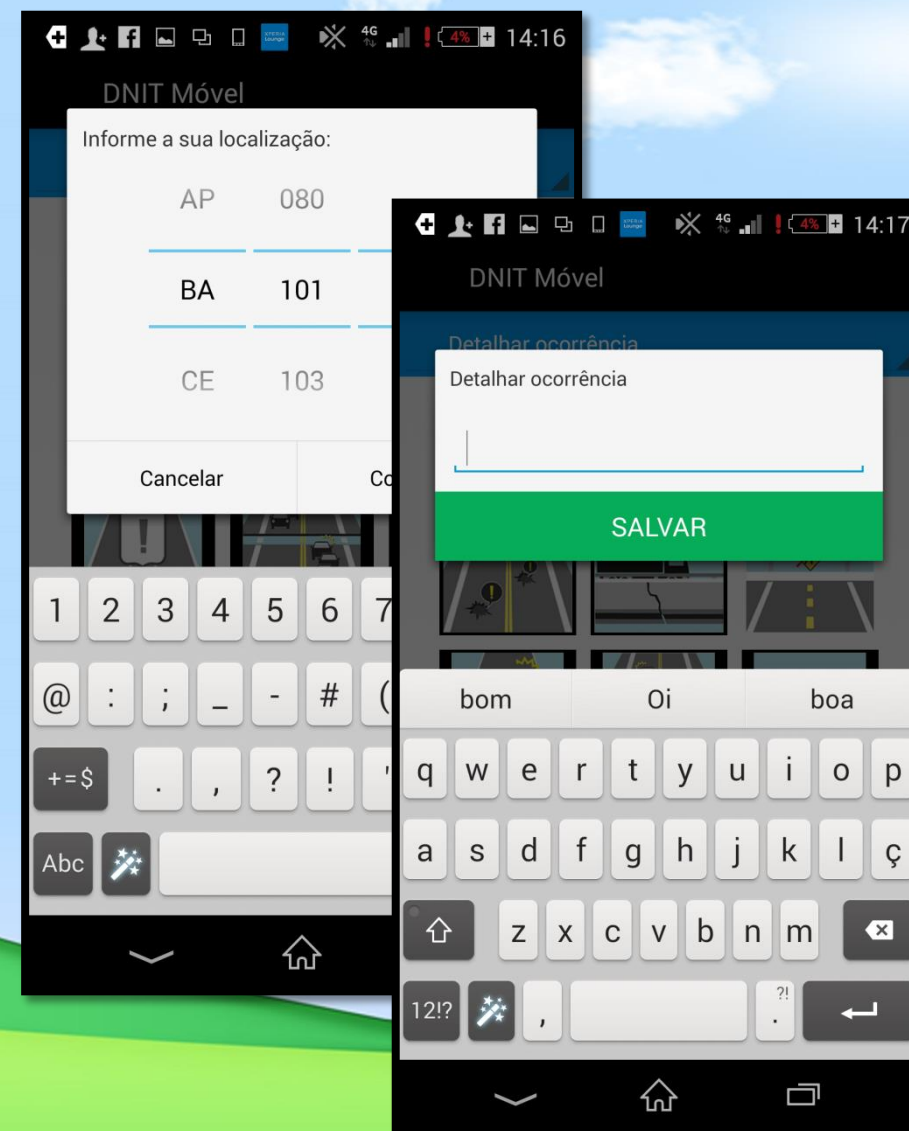 4G 4% 14:16
DNIT Móvel
Informe a sua localização:
AP 080
BA 101
CE 103
Cancelar Co
1 2 3 4 5 6 7
@ : ; _ - # (
+=$ . , ? ! '
Abc
4G 4% 14:17
DNIT Móvel
Detalhar ocorrência
Detalhar ocorrência
SALVAR
bom Oi boa
q w e r t y u i o p
a s d f g h j k l ç
z x c v b n m
12!? , ?! .